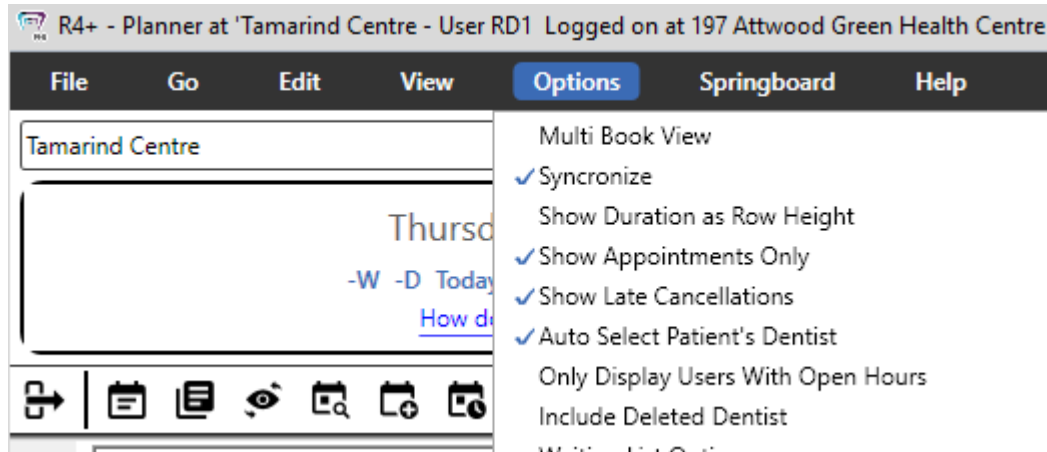 R4+ - Planner at 'Tamarind Centre - User RD1 Logged on at 197 Attwood Green Health Centre
File Go Edit View Options Springboard Help
Tamarind Centre
Multi Book View
Syncronize
Show Duration as Row Height
Show Appointments Only
Show Late Cancellations
Auto Select Patient's Dentist
Only Display Users With Open Hours
Include Deleted Dentist
-W -D Today
How